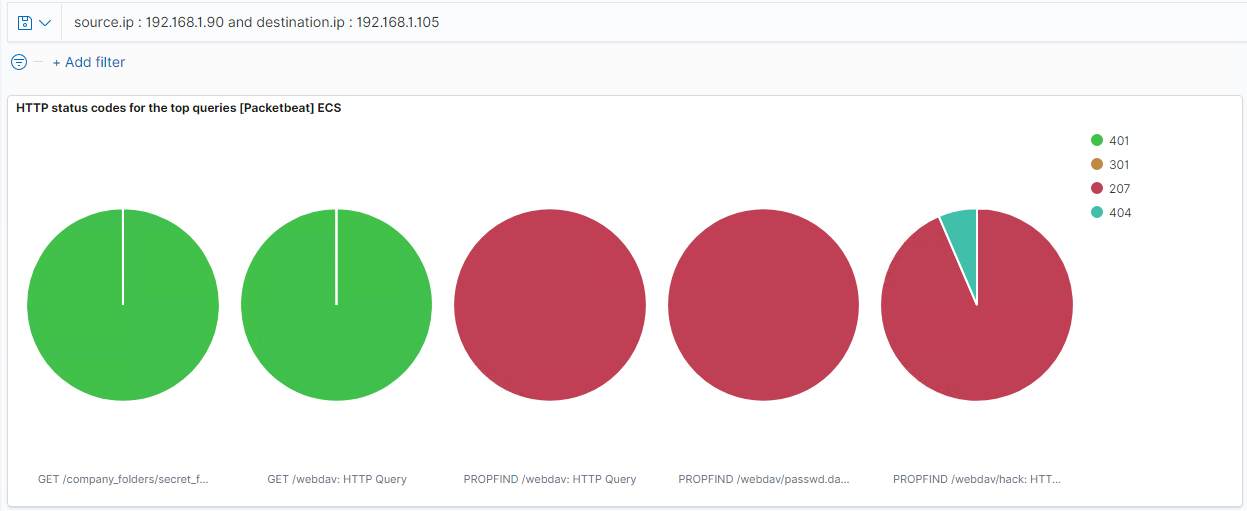 source.ip : 192.168.1.90 and destination.ip : 192.168.1.105
+ Add filter
HTTP status codes for the top queries [Packetbeat] ECS
401
301
207
404
GET /company_folders/secret_f...
GET /webdav: HTTP Query
PROPFIND /webdav: HTTP Query
PROPFIND /webdav/passwd.da...
PROPFIND /webdav/hack: HTT...